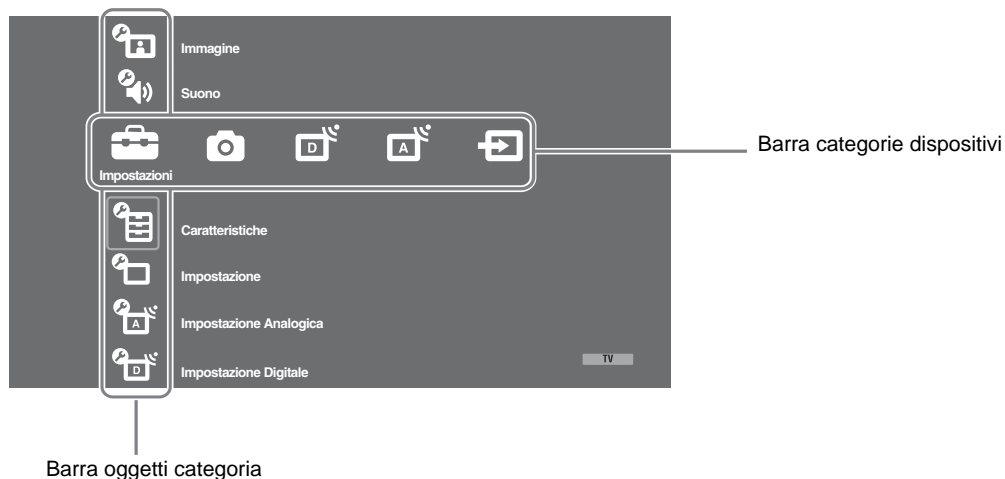 Immagine
Suono
D
A
Impostazioni
Barra categorie dispositivi
Caratteristiche
Impostazione
A
Impostazione Analogica
D
Impostazione Digitale
TV
Barra oggetti categoria